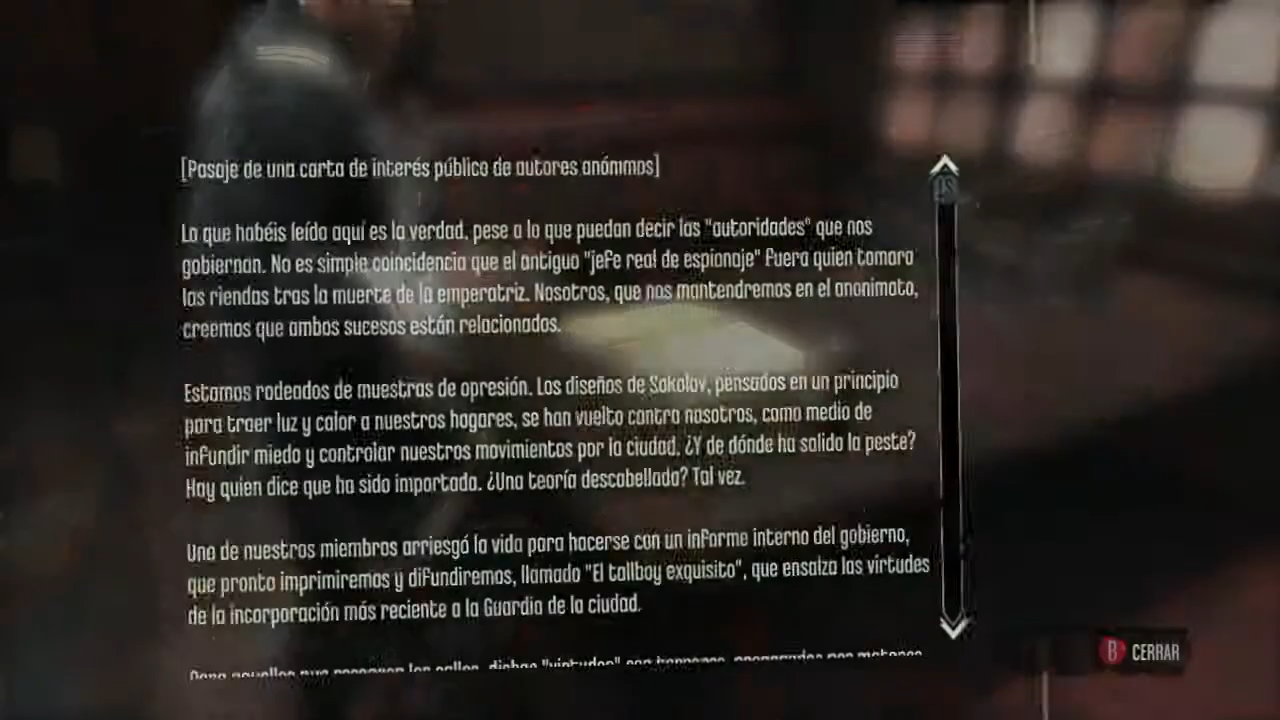 [Pasaje de una carta de interés público de autores anónimos]
Lo que habéis leído aquí es la verdad, pese a lo que puedan decir las "autoridades" que nos
gobiernan. No es simple coincidencia que el antiguo "jefe real de espionaje" fuera quien tomara
las riendas tras la muerte de la emperatriz. Nosotros, que nos mantendremos en el anonimato,
creemos que ambos sucesos están relacionados.
Estamos rodeados de muestras de opresión. Los diseños de Sokolov, pensados en un principio
para traer luz y calor a nuestros hogares, se han vuelto contra nosotros, como medio de
infundir miedo y controlar nuestros movimientos por la ciudad. ¿Y de dónde ha salido la peste?
Hay quien dice que ha sido importada. ¿Una teoría descabellada? Tal vez.
Uno de nuestros miembros arriesgó la vida para hacerse con un informe interno del gobierno,
que pronto imprimiremos y difundiremos, llamado "El tallboy exquisito", que ensalza las virtudes
de la incorporación más reciente a la Guardia de la ciudad.
B CERRAR